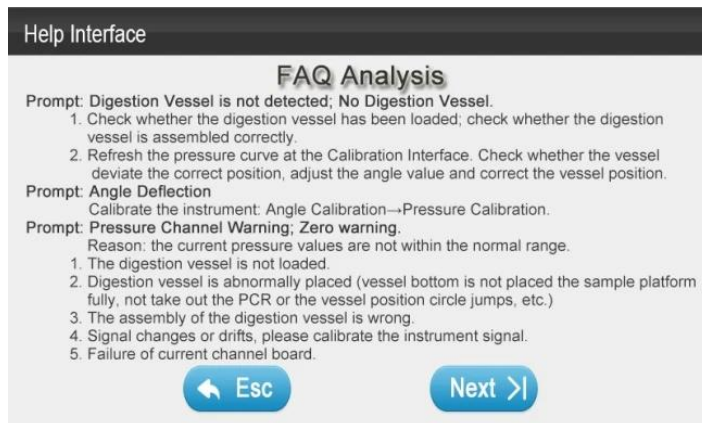 Help Interface
FAQ Analysis
Prompt: Digestion Vessel is not detected; No Digestion Vessel.
1. Check whether the digestion vessel has been loaded; check whether the digestion
vessel is assembled correctly.
2. Refresh the pressure curve at the Calibration Interface. Check whether the vessel
deviate the correct position, adjust the angle value and correct the vessel position.
Prompt: Angle Deflection
Calibrate the instrument: Angle Calibration→Pressure Calibration.
Prompt: Pressure Channel Warning; Zero warning.
Reason: the current pressure values are not within the normal range.
1. The digestion vessel is not loaded.
2. Digestion vessel is abnormally placed (vessel bottom is not placed the sample platform
fully, not take out the PCR or the vessel position circle jumps, etc.)
3. The assembly of the digestion vessel is wrong.
4. Signal changes or drifts, please calibrate the instrument signal.
5. Failure of current channel board.
Esc
Next